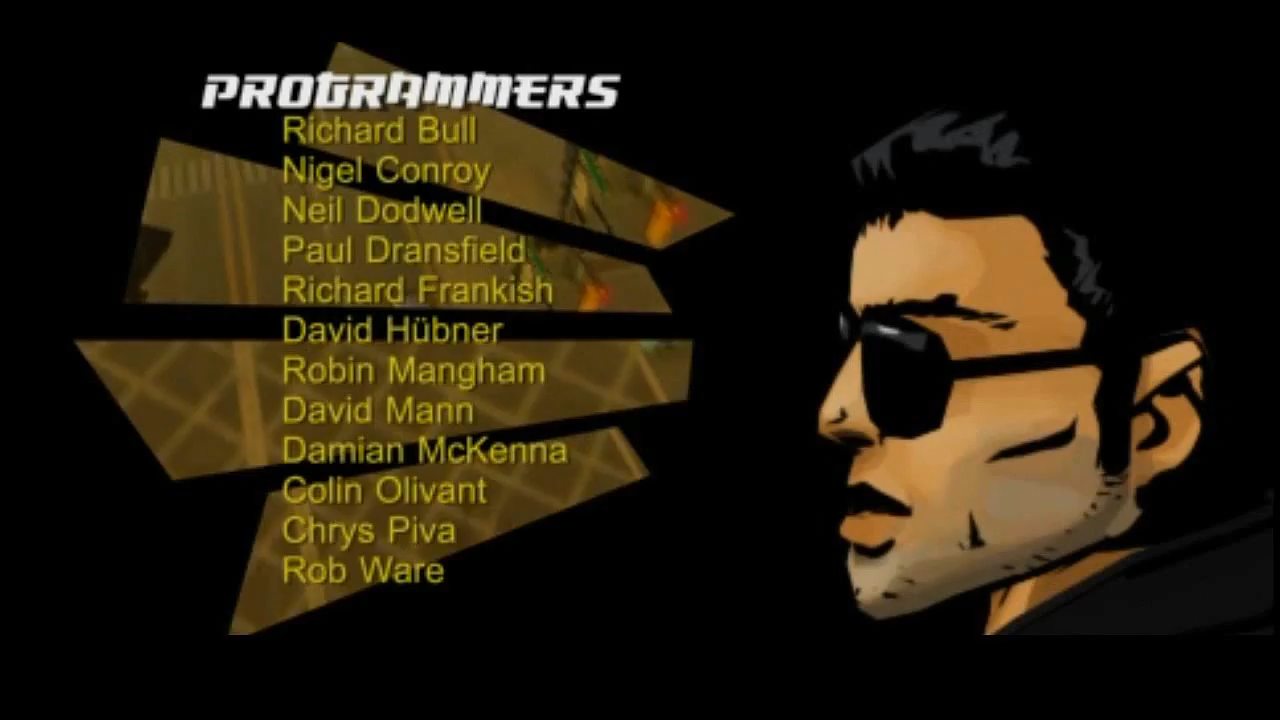 PROGRAMMERS
Richard Bull
Nigel Conroy
Neil Dodwell
Paul Dransfield
Richard Frankish
David Hübner
Robin Mangham
David Mann
Damian McKenna
Colin Olivant
Chrys Piva
Rob Ware